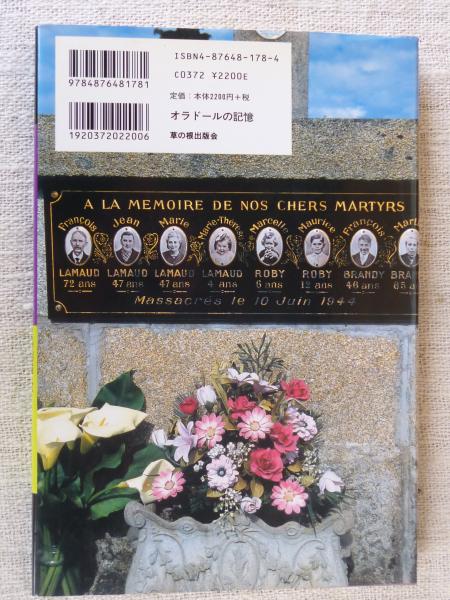 ISBN4-87648-178-4
C0372 ¥2200E
定価：本体2200円＋税
オラドールの記憶
草の根出版会
9784876481781
1920372022006
A LA MEMOIRE DE NOS CHERS MARTYRS
François Jean Marie Marie-Thérèse Marcelle Maurice François
LAMAUD LAMAUD LAMAUD LAMAUD ROBY ROBY BRANDY BRAN
72 ans 47 ans 47 ans 4 ans 6 ans 12 ans 46 ans 65 a
Massacrés le 10 Juin 1944